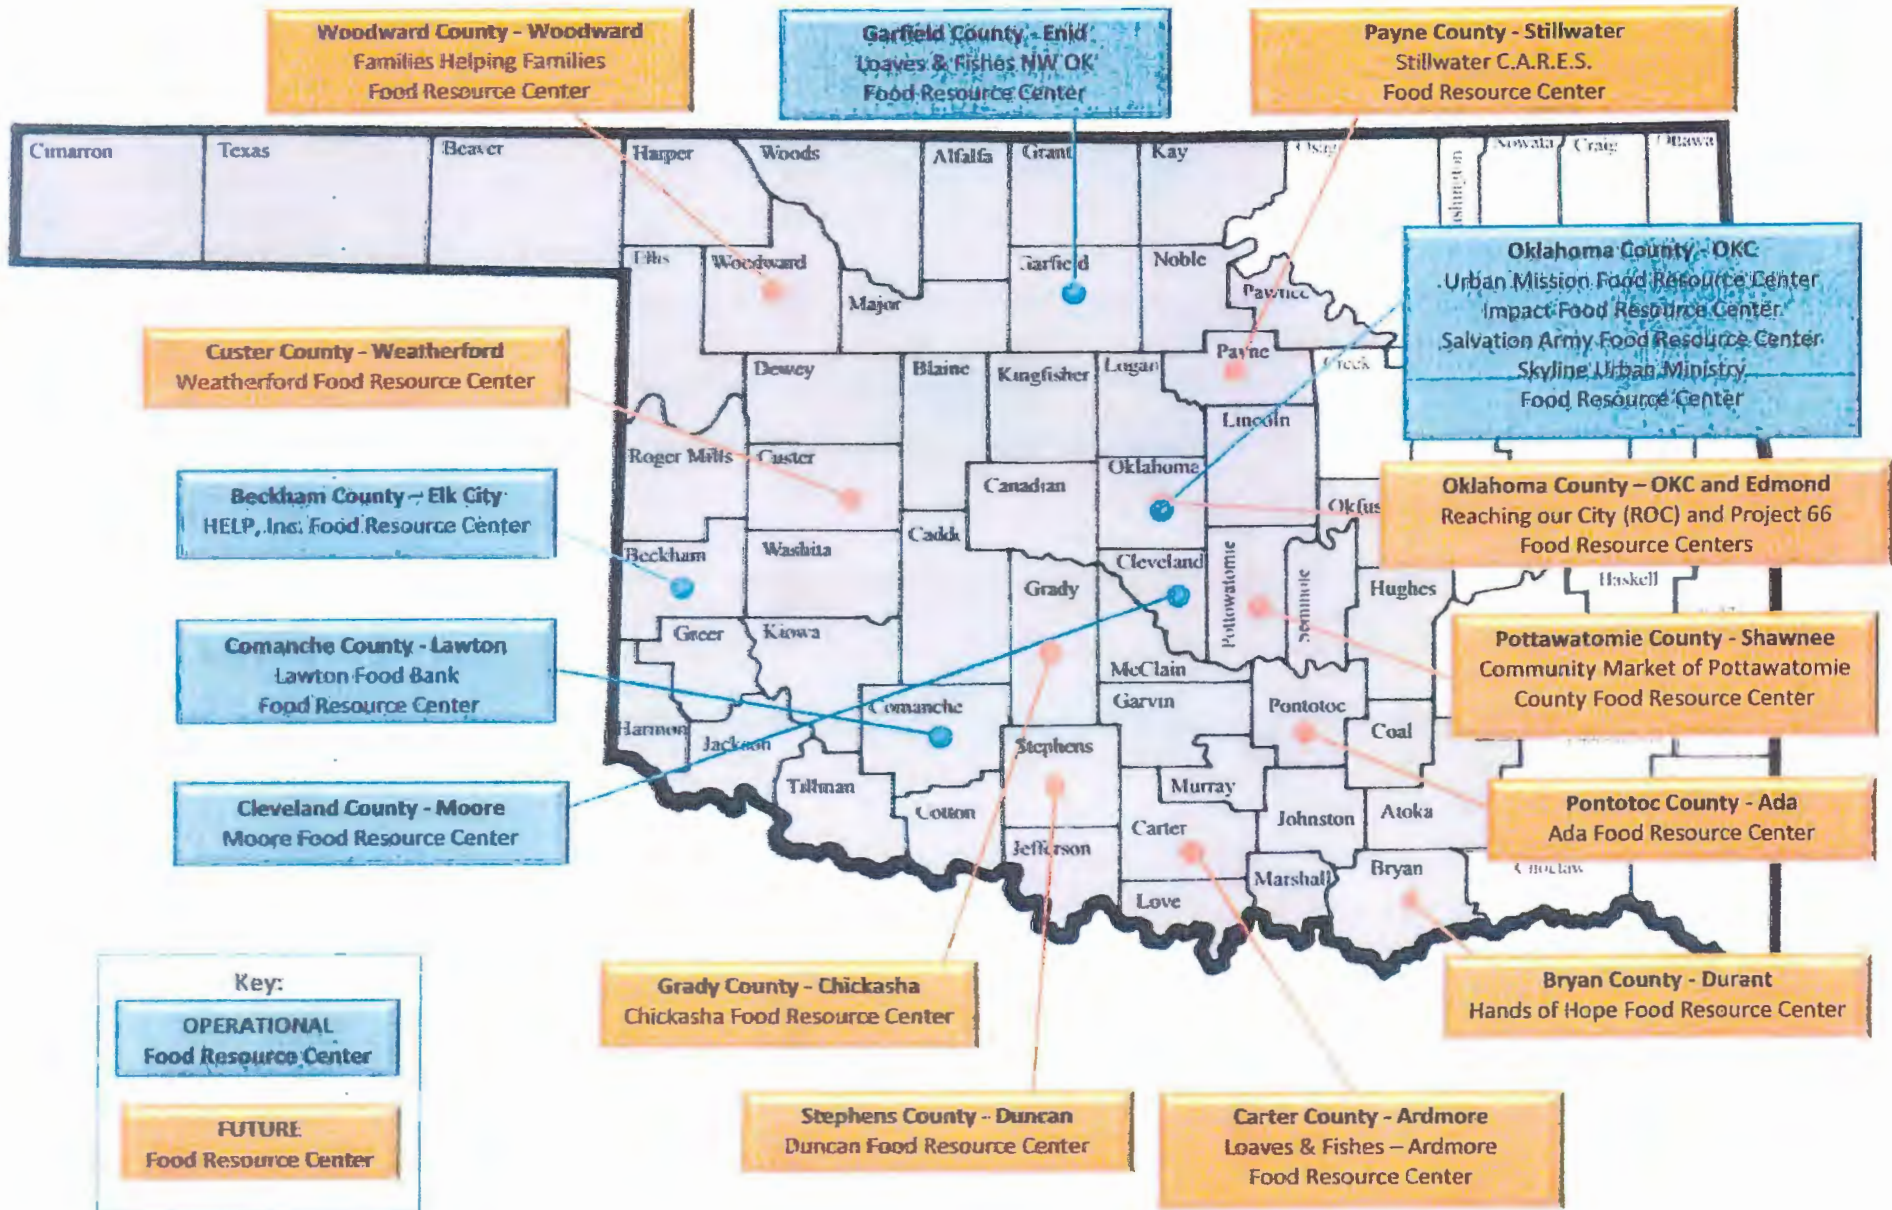 Woodward County - Woodward
Families Helping Families
Food Resource Center
Garfield County - Enid
Loaves & Fishes NW OK
Food Resource Center
Payne County - Stillwater
Stillwater C.A.R.E.S.
Food Resource Center
Cimarron
Texas
Beaver
Harper
Woods
Alfalfa
Grant
Kay
Nowata
Craig
Ottawa
Oklahoma County - OKC
Urban Mission Food Resource Center
Impact Food Resource Center
Salvation Army Food Resource Center
Skyline Urban Ministry
Food Resource Center
Ellis
Woodward
Major
Garfield
Noble
Pawnee
Custer County - Weatherford
Weatherford Food Resource Center
Dewey
Blaine
Kingfisher
Logan
Payne
Creek
Lincoln
Roger Mills
Custer
Canadian
Oklahoma
Okfus
Beckham County - Elk City
HELP, Inc. Food Resource Center
Oklahoma County – OKC and Edmond
Reaching our City (ROC) and Project 66
Food Resource Centers
Beckham
Washita
Cadd
Grady
Cleveland
Pottowatomie
Seminole
Hughes
Haskell
Comanche County - Lawton
Lawton Food Bank
Food Resource Center
Greer
Kiowa
McClain
Pottawatomie County - Shawnee
Community Market of Pottawatomie
County Food Resource Center
Harmon
Jackson
Comanche
Stephens
Garvin
Pontotoc
Coal
Cleveland County - Moore
Moore Food Resource Center
Tillman
Cotton
Jefferson
Murray
Carter
Johnston
Atoka
Pontotoc County - Ada
Ada Food Resource Center
Love
Marshall
Bryan
Choctaw
Grady County - Chickasha
Chickasha Food Resource Center
Bryan County - Durant
Hands of Hope Food Resource Center
Key:
OPERATIONAL
Food Resource Center
FUTURE
Food Resource Center
Stephens County - Duncan
Duncan Food Resource Center
Carter County - Ardmore
Loaves & Fishes – Ardmore
Food Resource Center